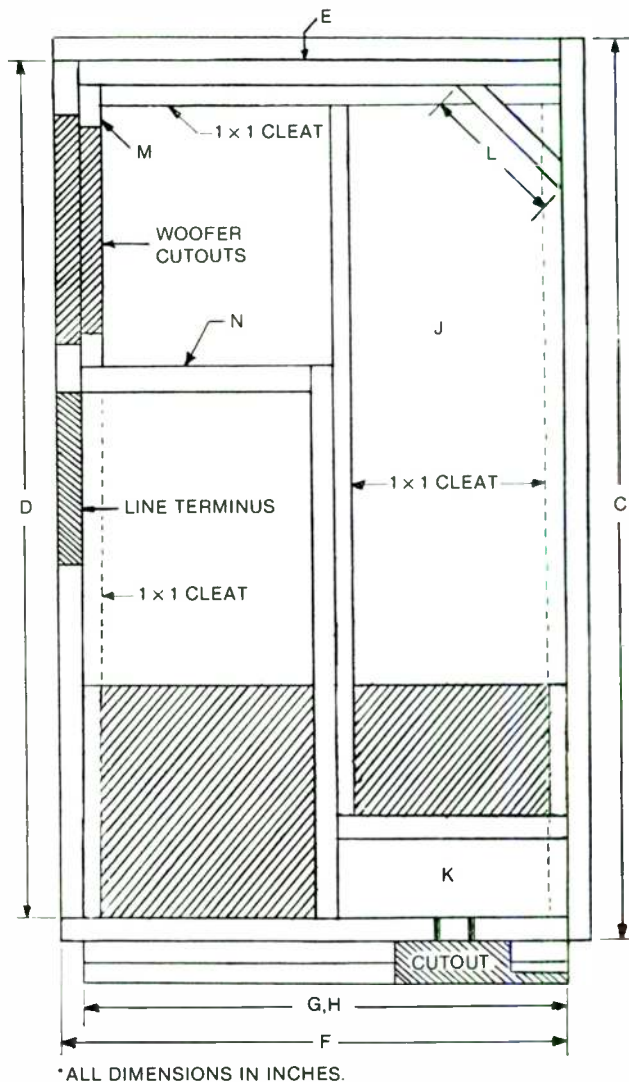 E
1 × 1 CLEAT
M
L
WOOFER
CUTOUTS
N
J
1 × 1 CLEAT
C
D
LINE TERMINUS
1 × 1 CLEAT
K
CUTOUT
G,H
F
*ALL DIMENSIONS IN INCHES.